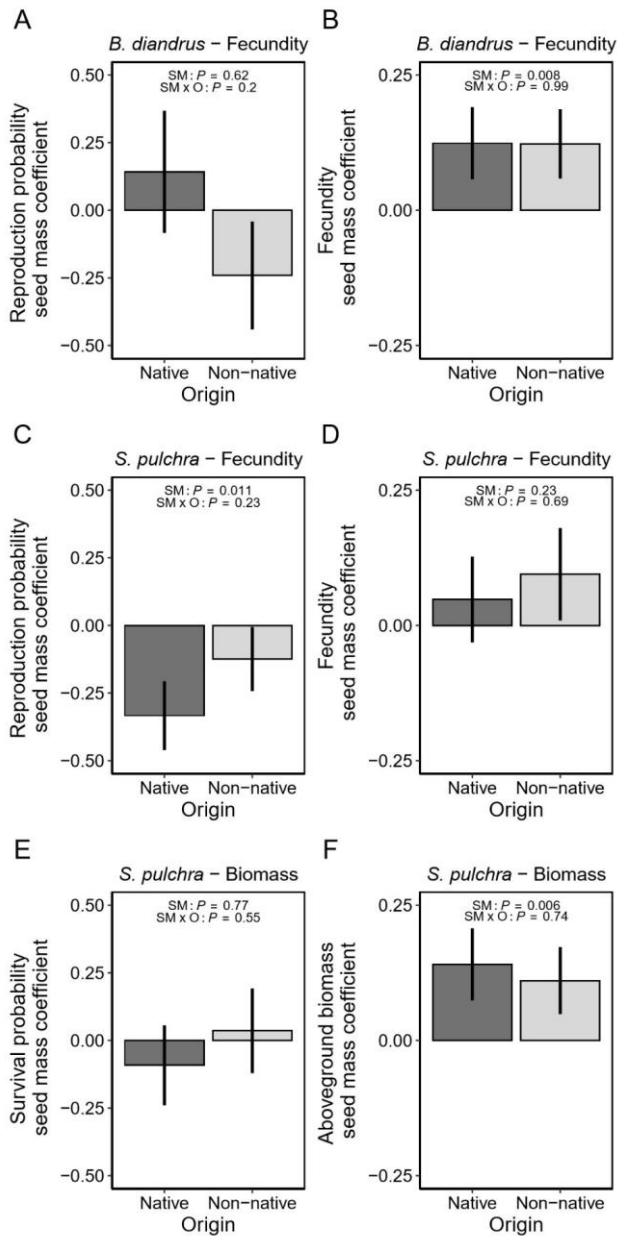 A
B. diandrus − Fecundity
SM: P = 0.62
SM x O: P = 0.2
0.50
0.25
0.00
−0.25
−0.50
Reproduction probability
seed mass coefficient
Native
Non−native
Origin
B
B. diandrus − Fecundity
SM: P = 0.008
SM x O: P = 0.99
0.25
0.00
−0.25
Fecundity
seed mass coefficient
Native
Non−native
Origin
C
S. pulchra − Fecundity
SM: P = 0.011
SM x O: P = 0.23
0.50
0.25
0.00
−0.25
−0.50
Reproduction probability
seed mass coefficient
Native
Non−native
Origin
D
S. pulchra − Fecundity
SM: P = 0.23
SM x O: P = 0.69
0.25
0.00
−0.25
Fecundity
seed mass coefficient
Native
Non−native
Origin
E
S. pulchra − Biomass
SM: P = 0.77
SM x O: P = 0.55
0.50
0.25
0.00
−0.25
−0.50
Survival probability
seed mass coefficient
Native
Non−native
Origin
F
S. pulchra − Biomass
SM: P = 0.006
SM x O: P = 0.74
0.25
0.00
−0.25
Aboveground biomass
seed mass coefficient
Native
Non−native
Origin